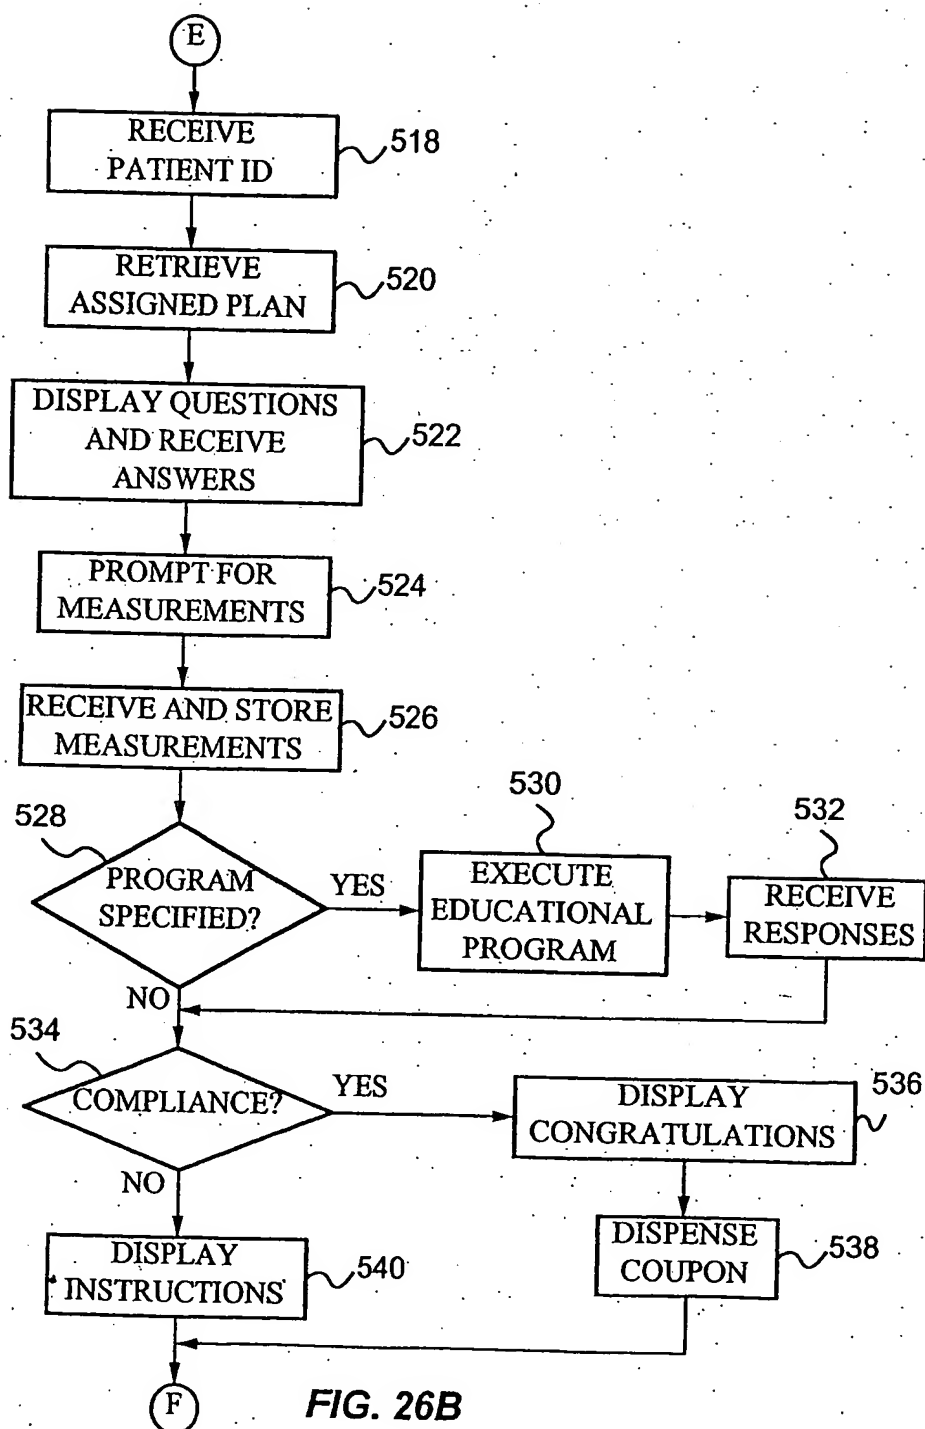 E
RECEIVE
PATIENT ID
518
RETRIEVE
ASSIGNED PLAN
520
DISPLAY QUESTIONS
AND RECEIVE
ANSWERS
522
PROMPT FOR
MEASUREMENTS
524
RECEIVE AND STORE
MEASUREMENTS
526
528
PROGRAM
SPECIFIED?
YES
530
EXECUTE
EDUCATIONAL
PROGRAM
532
RECEIVE
RESPONSES
NO
534
COMPLIANCE?
YES
DISPLAY
CONGRATULATIONS
536
NO
DISPENSE
COUPON
538
DISPLAY
INSTRUCTIONS
540
F
FIG. 26B